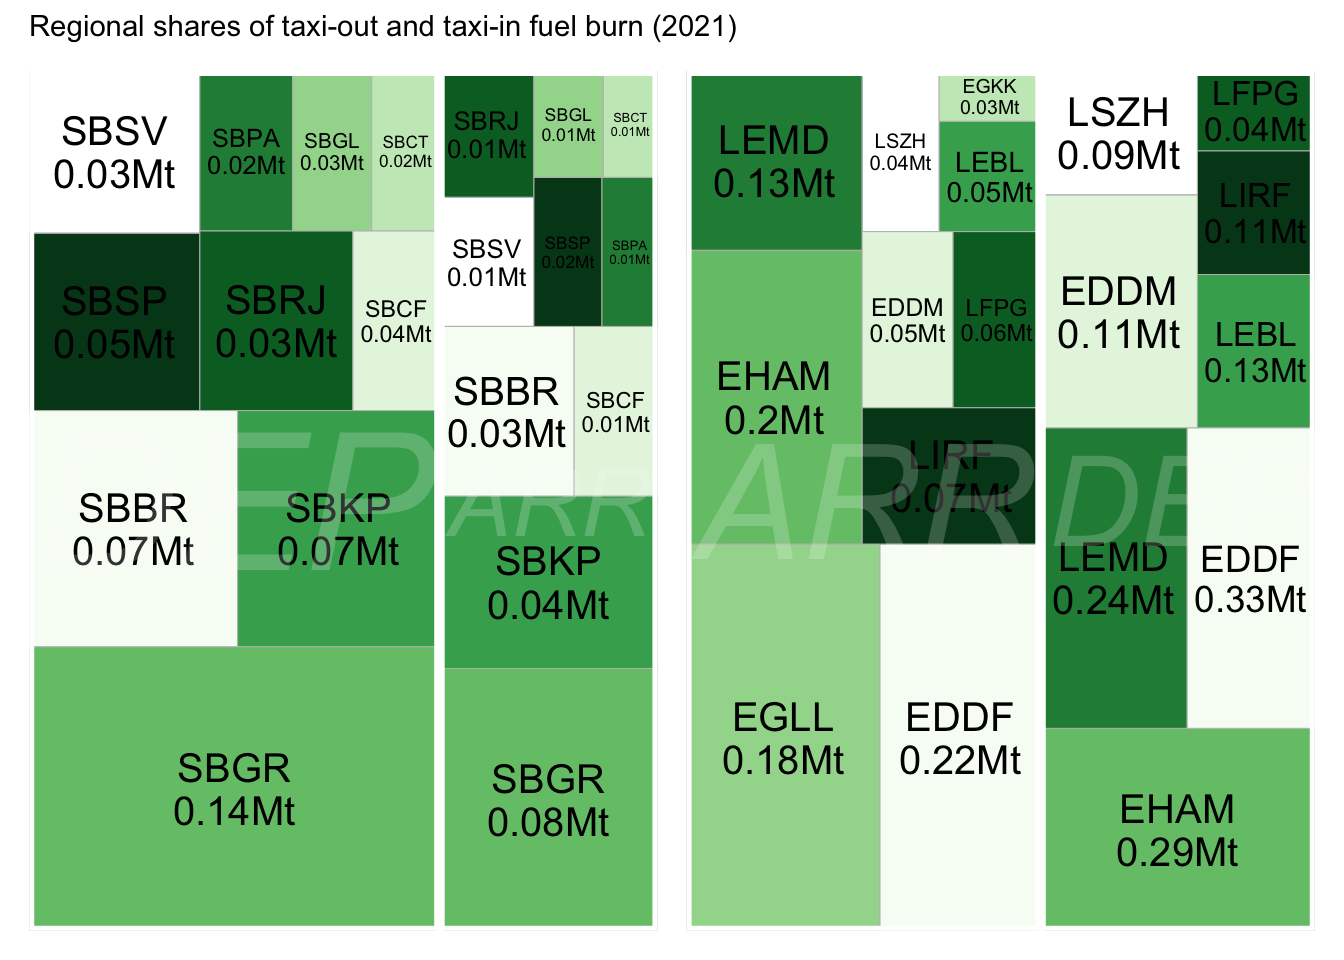 Regional shares of taxi-out and taxi-in fuel burn (2021)
SBSV
0.03Mt
SBPA
0.02Mt
SBGL
0.03Mt
SBCT
0.02Mt
SBSP
0.05Mt
SBRJ
0.03Mt
SBCF
0.04Mt
SBBR
0.07Mt
SBKP
0.07Mt
SBGR
0.14Mt
DEP
SBRJ
0.01Mt
SBGL
0.01Mt
SBCT
0.01Mt
SBSV
0.01Mt
SBSP
0.02Mt
SBPA
0.01Mt
SBBR
0.03Mt
SBCF
0.01Mt
SBKP
0.04Mt
SBGR
0.08Mt
ARR
LEMD
0.13Mt
LSZH
0.04Mt
EGKK
0.03Mt
LEBL
0.05Mt
EHAM
0.2Mt
EDDM
0.05Mt
LFPG
0.06Mt
LIRF
0.07Mt
EGLL
0.18Mt
EDDF
0.22Mt
ARR
LSZH
0.09Mt
LFPG
0.04Mt
LIRF
0.11Mt
EDDM
0.11Mt
LEBL
0.13Mt
LEMD
0.24Mt
EDDF
0.33Mt
EHAM
0.29Mt
DEP